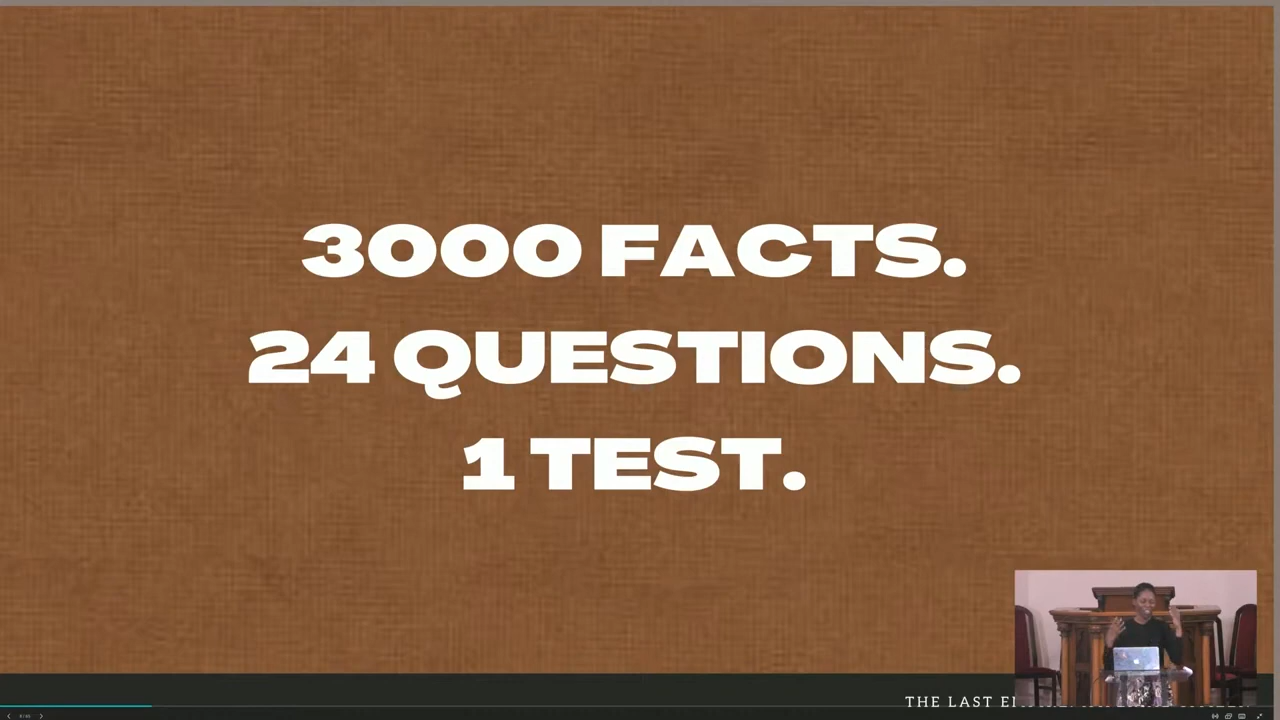 3000 FACTS.
24 QUESTIONS.
1 TEST.
THE LAST